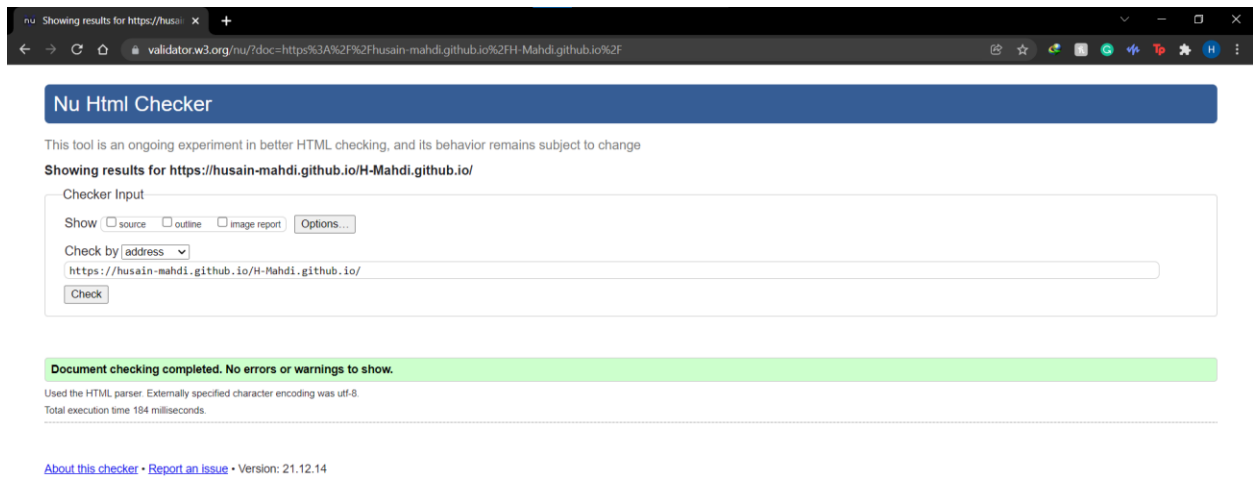 nu Showing results for https://husai
validator.w3.org/nu/?doc=https%3A%2F%2Fhusain-mahdi.github.io%2FH-Mahdi.github.io%2F
Tp H
Nu Html Checker
This tool is an ongoing experiment in better HTML checking, and its behavior remains subject to change
Showing results for https://husain-mahdi.github.io/H-Mahdi.github.io/
Checker Input
Show source outline image report Options...
Check by address
https://husain-mahdi.github.io/H-Mahdi.github.io/
Check
Document checking completed. No errors or warnings to show.
Used the HTML parser. Externally specified character encoding was utf-8.
Total execution time 184 milliseconds.
About this checker • Report an issue • Version: 21.12.14